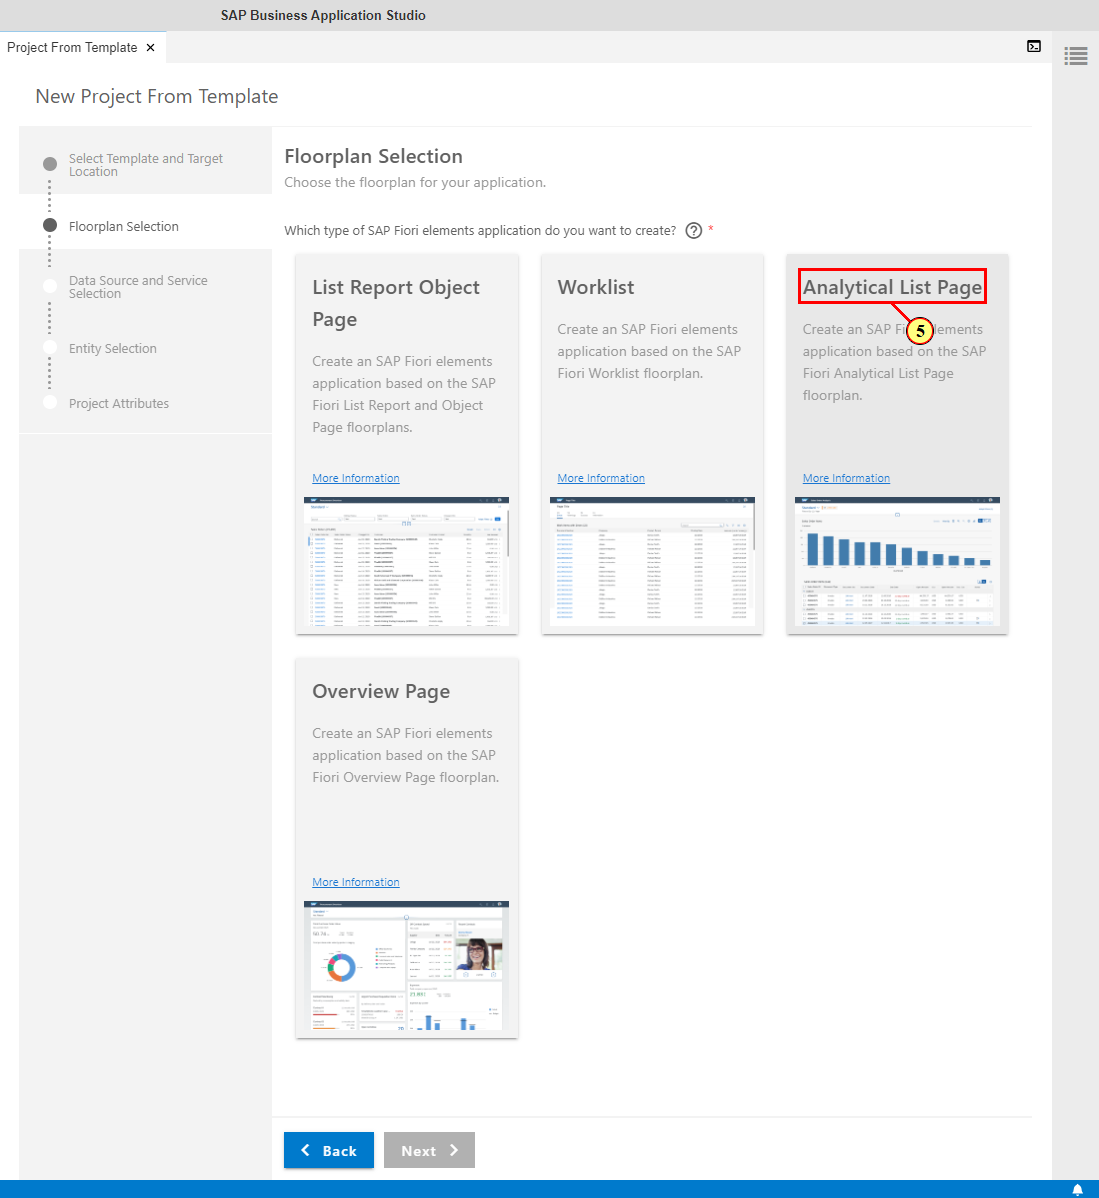 SAP Business Application Studio
Project From Template
New Project From Template
Select Template and Target
Location
Floorplan Selection
Data Source and Service
Selection
Entity Selection
Project Attributes
Floorplan Selection
Choose the floorplan for your application.
Which type of SAP Fiori elements application do you want to create? *
List Report Object
Page
Create an SAP Fiori elements
application based on the SAP
Fiori List Report and Object
Page floorplans.
More Information
Worklist
Create an SAP Fiori elements
application based on the SAP
Fiori Worklist floorplan.
More Information
Analytical List Page
5
Create an SAP Fiori elements
application based on the SAP
Fiori Analytical List Page
floorplan.
More Information
Overview Page
Create an SAP Fiori elements
application based on the SAP
Fiori Overview Page floorplan.
More Information
Back
Next